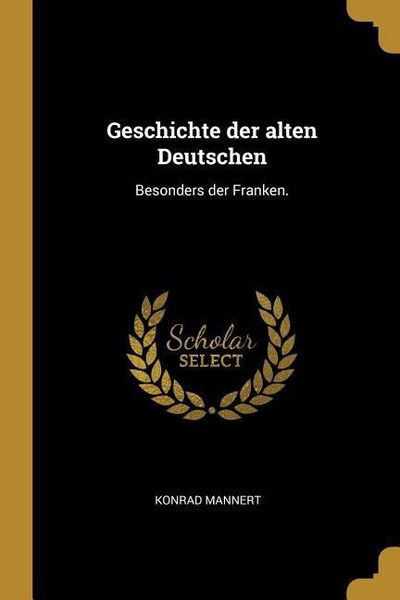 Geschichte der alten
Deutschen
Besonders der Franken.
Scholar
SELECT
KONRAD MANNERT